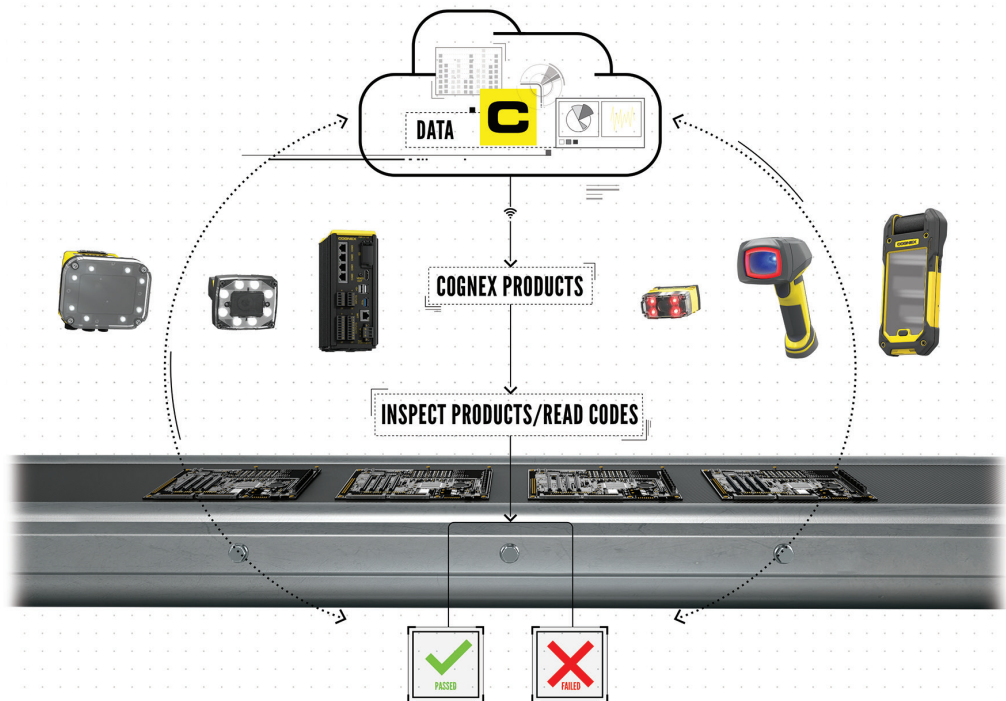 DATA
C
COGNEX
COGNEX
COGNEX PRODUCTS
INSPECT PRODUCTS/READ CODES
PASSED
FAILED